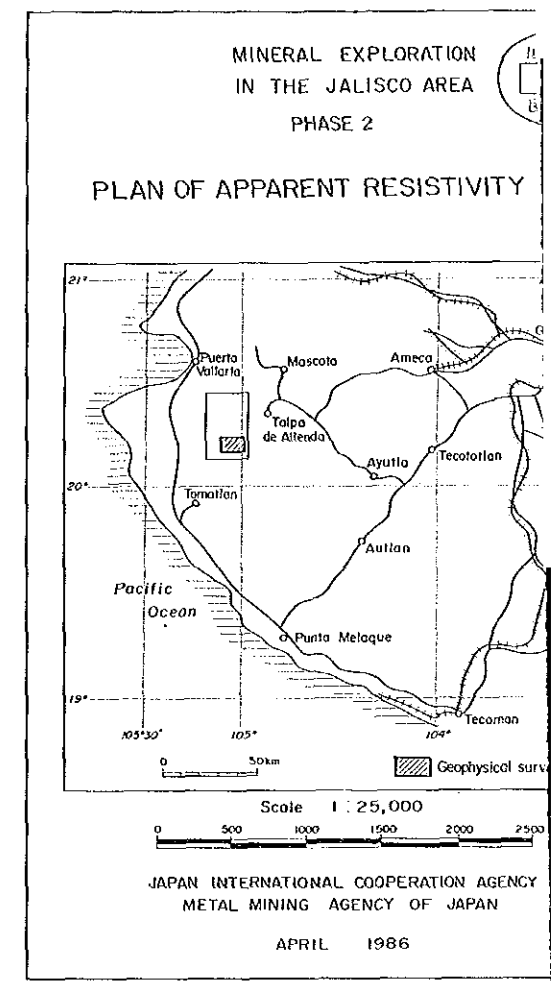 MINERAL EXPLORATION
IN THE JALISCO AREA
PHASE 2
PLAN OF APPARENT RESISTIVITY
21°
Puerto
Vallarta
Mascota
Ameca
Talpa
de Allenda
Ayutla
Tecototlan
20°
Tomatlan
Autlan
Pacific
Ocean
Punta Melaque
19°
Tecoman
105°30'
105°
104°
0 50km
Geophysical surv
Scale 1:25,000
0 500 1000 1500 2000 2500
JAPAN INTERNATIONAL COOPERATION AGENCY
METAL MINING AGENCY OF JAPAN
APRIL 1986